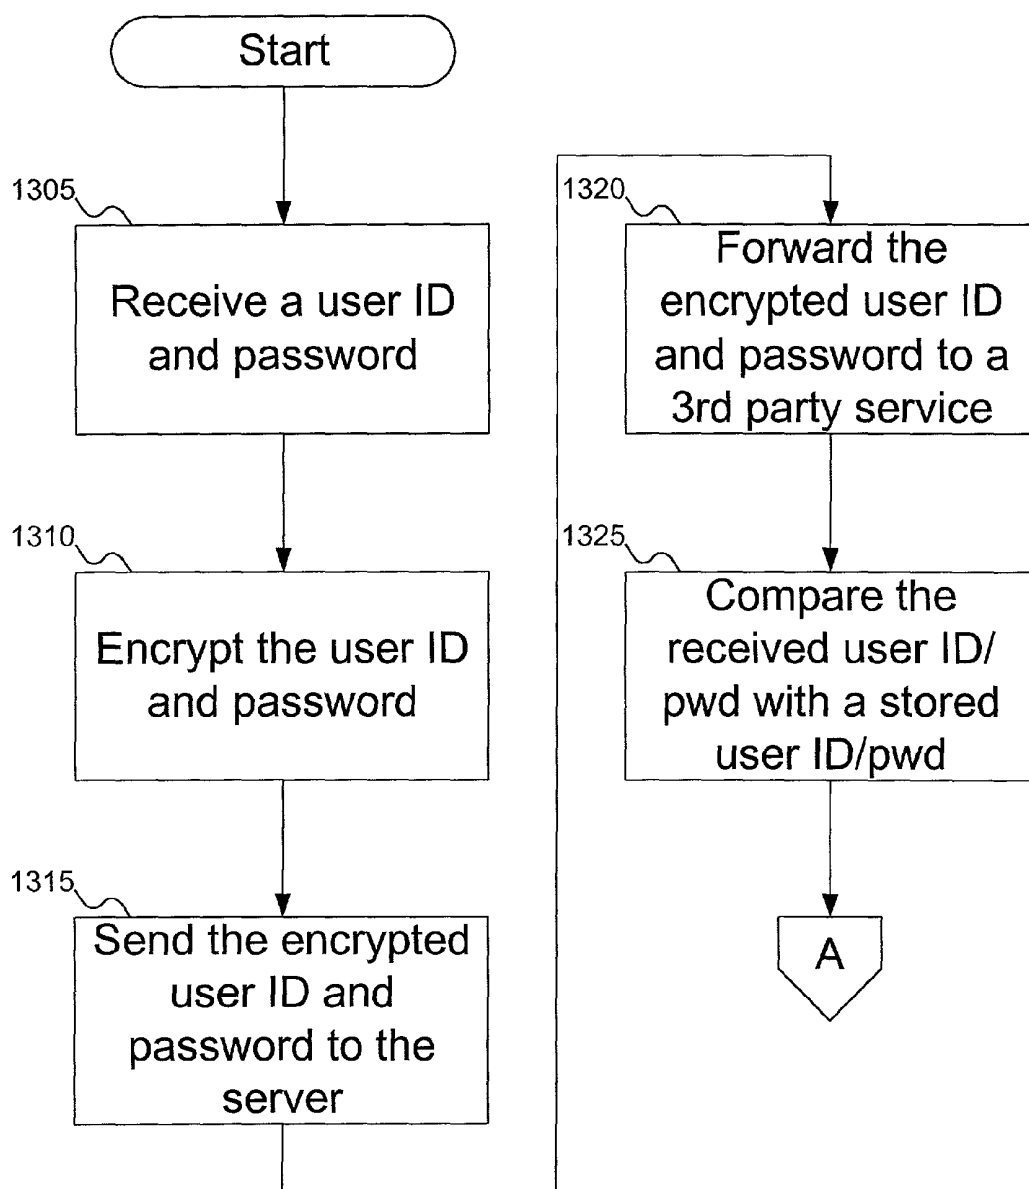 Start
1305
Receive a user ID
and password
1310
Encrypt the user ID
and password
1315
Send the encrypted
user ID and
password to the
server
1320
Forward the
encrypted user ID
and password to a
3rd party service
1325
Compare the
received user ID/
pwd with a stored
user ID/pwd
A